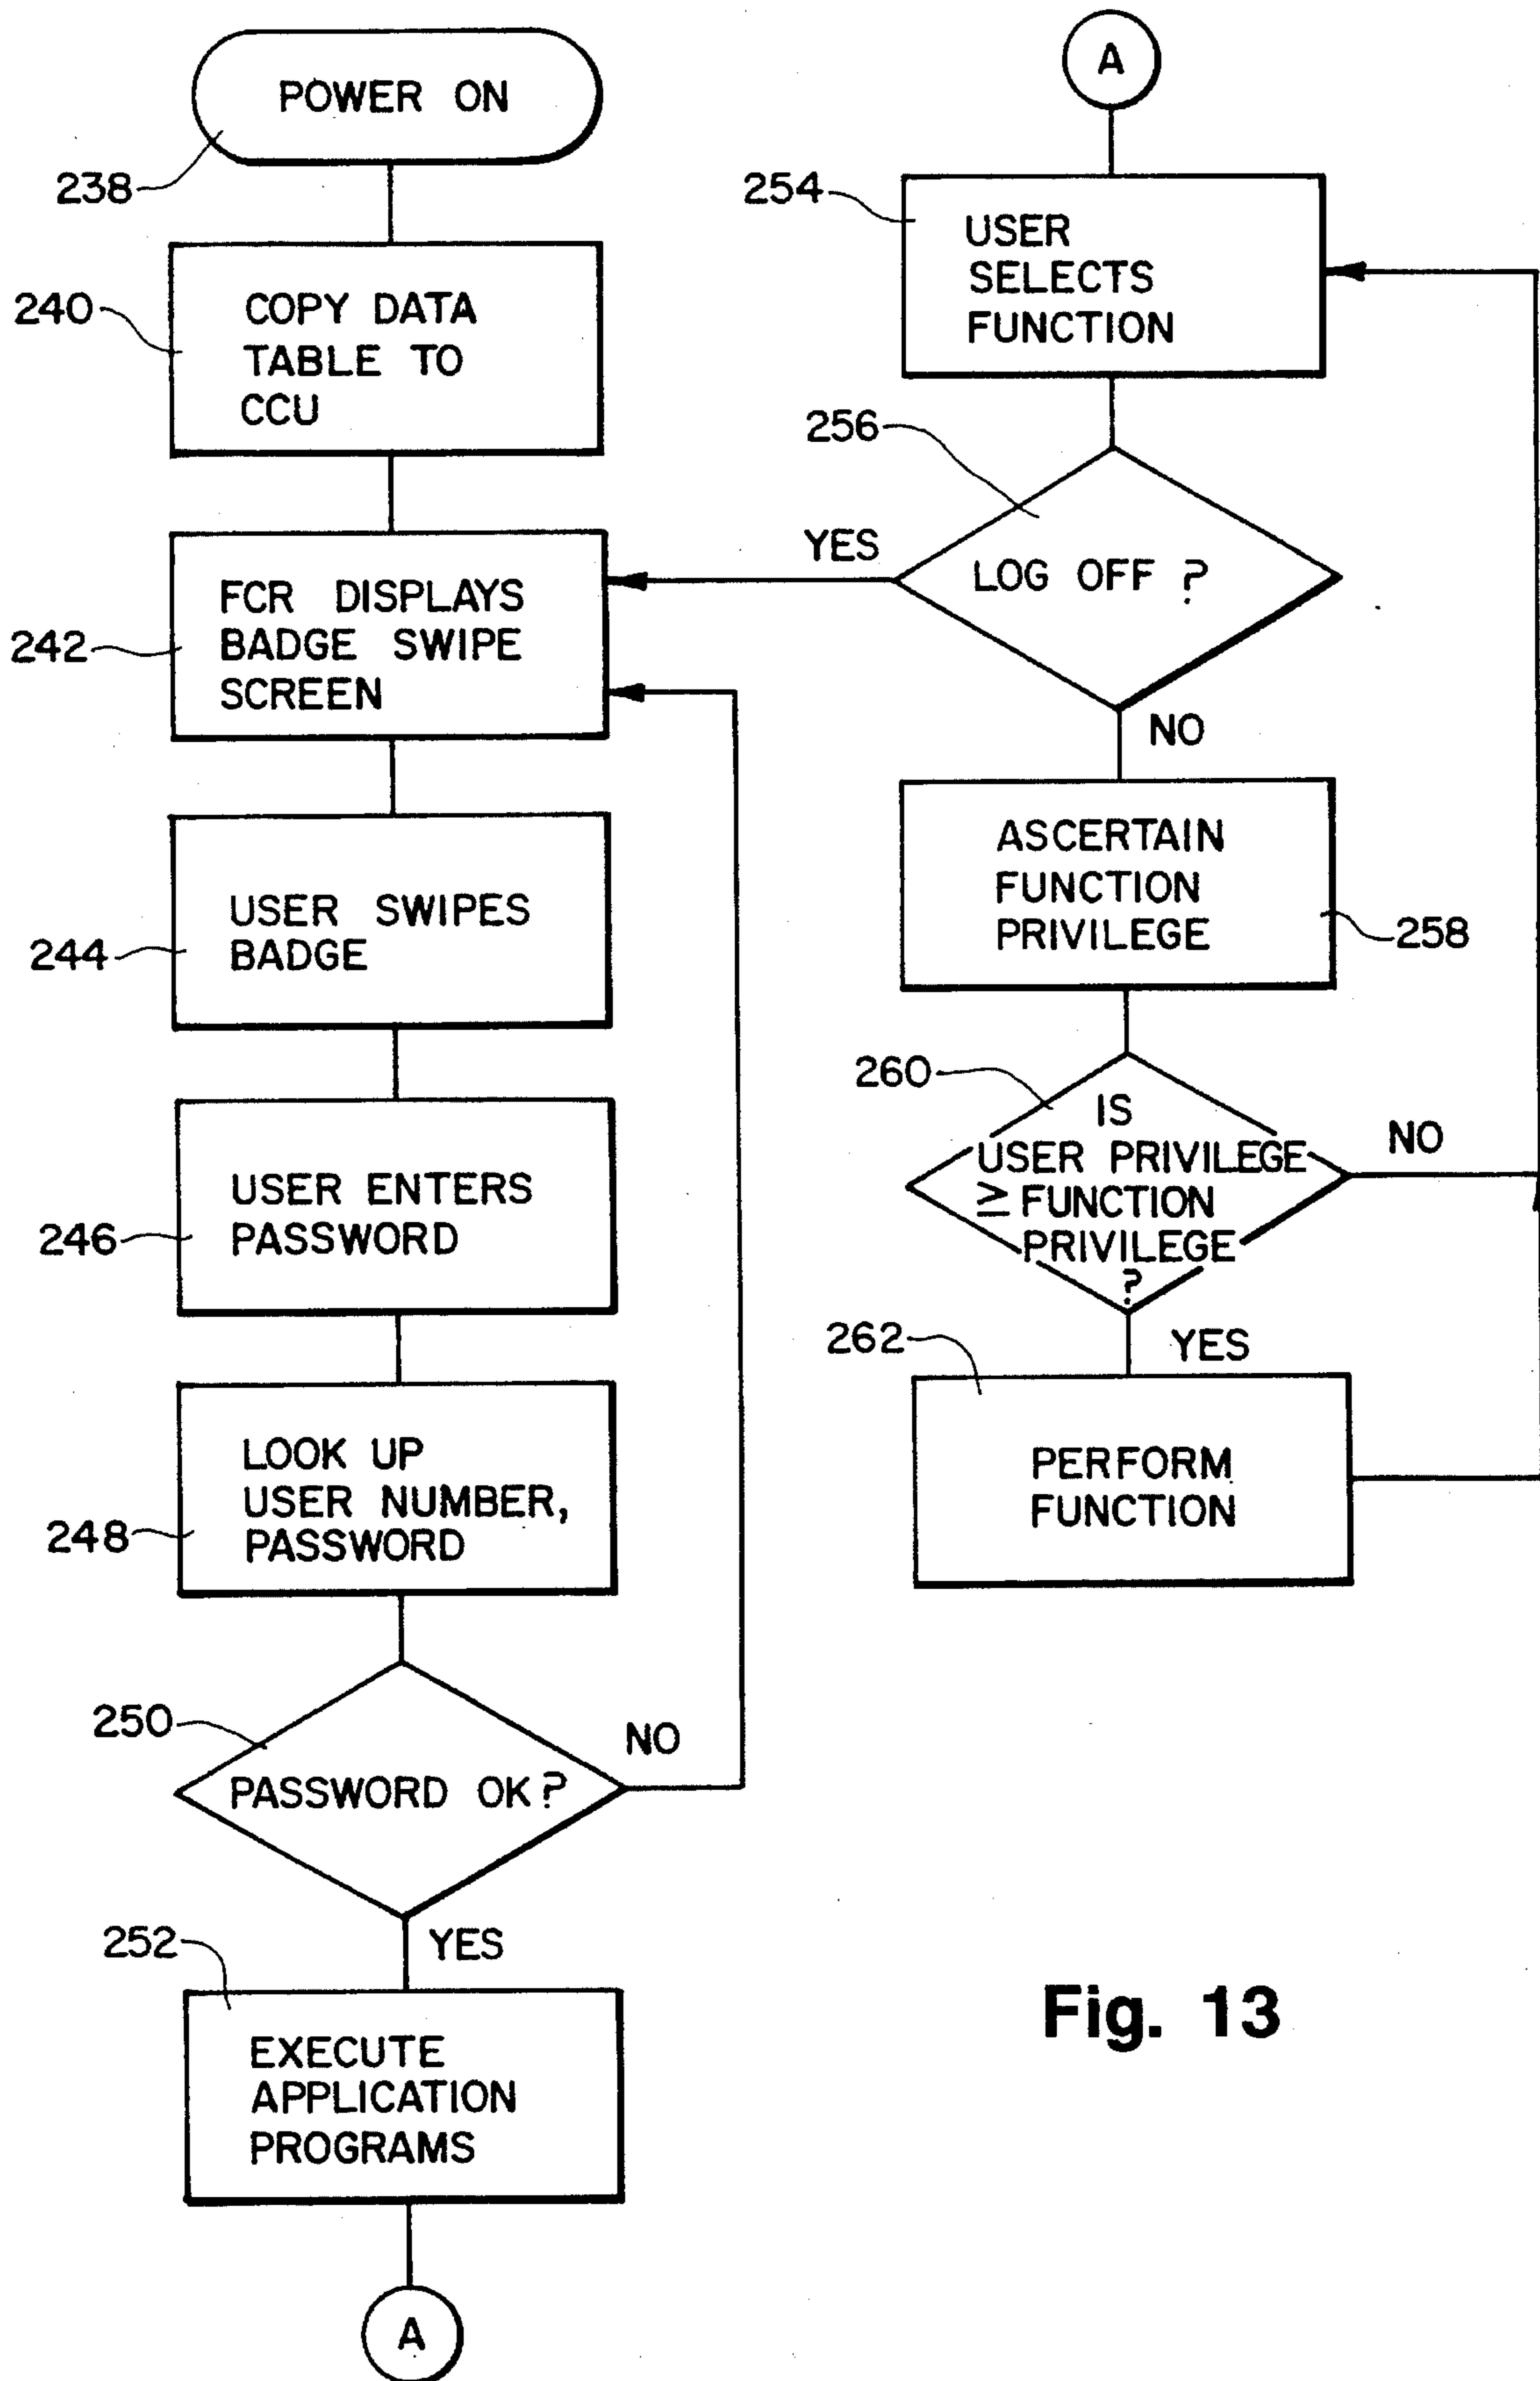 POWER ON
238
240
COPY DATA
TABLE TO
CCU
242
FCR DISPLAYS
BADGE SWIPE
SCREEN
244
USER SWIPES
BADGE
246
USER ENTERS
PASSWORD
248
LOOK UP
USER NUMBER,
PASSWORD
250
PASSWORD OK?
NO
YES
252
EXECUTE
APPLICATION
PROGRAMS
A
A
254
USER
SELECTS
FUNCTION
256
LOG OFF ?
YES
NO
ASCERTAIN
FUNCTION
PRIVILEGE
258
260
IS
USER PRIVILEGE
≥ FUNCTION
PRIVILEGE
?
NO
YES
262
PERFORM
FUNCTION
Fig. 13